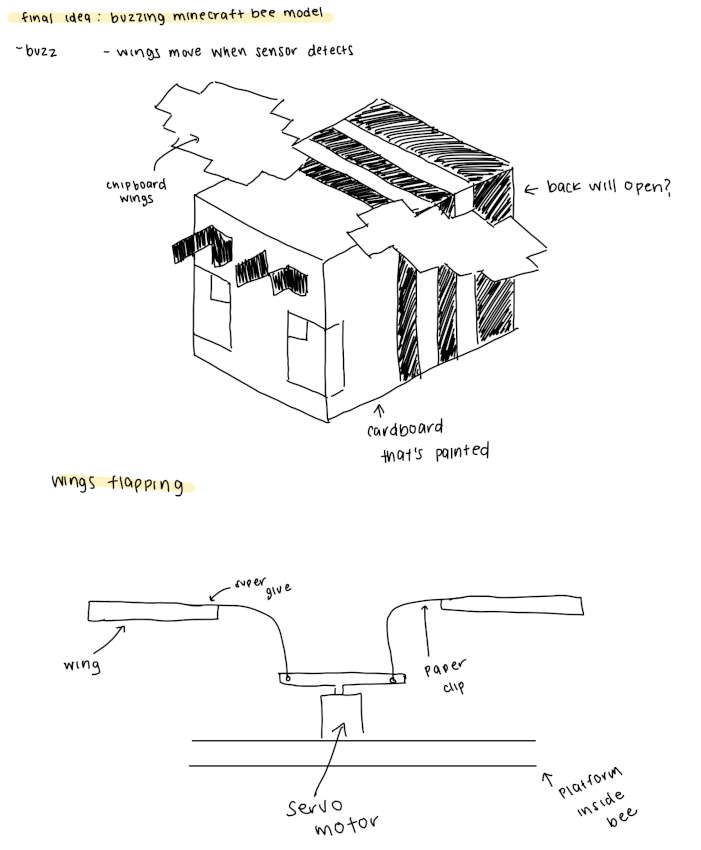 final idea: buzzing minecraft bee model
~buzz - wings move when sensor detects
chipboard
wings
← back will open?
cardboard
that's painted
wings flapping
super
glue
wing
paper
clip
servo
motor
platform
inside
bee